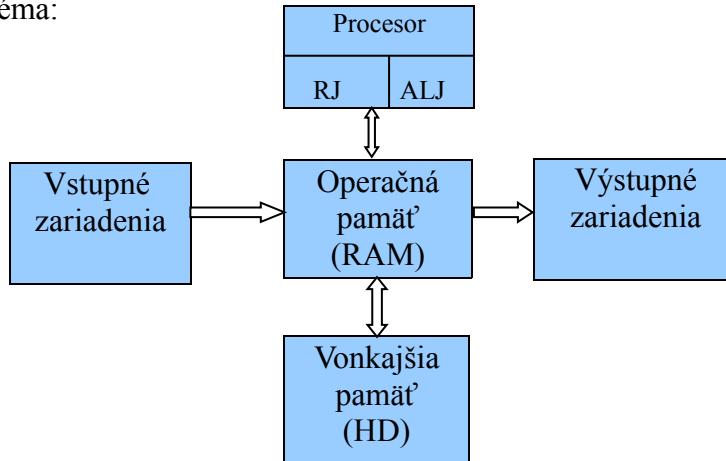 éma:
Procesor
RJ
ALJ
Vstupné
zariadenia
Operačná
pamäť
(RAM)
Výstupné
zariadenia
Vonkajšia
pamäť
(HD)